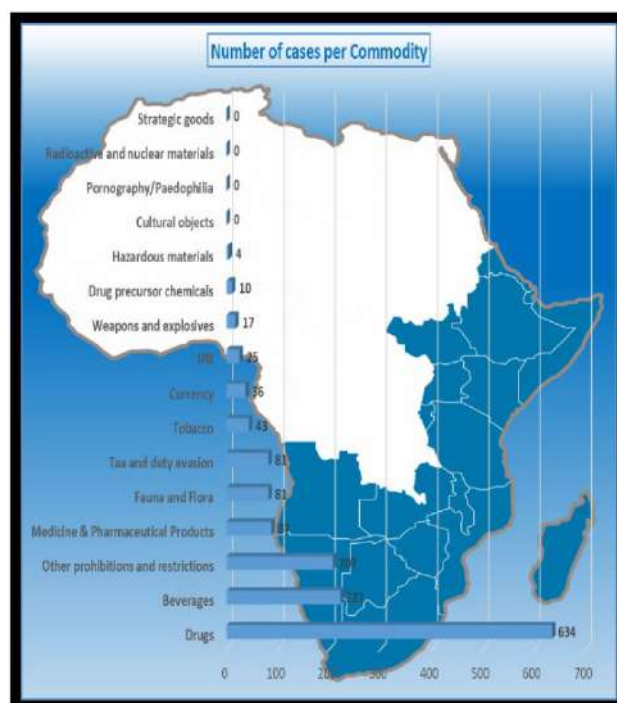 Number of cases per Commodity
Strategic goods 0
Radioactive and nuclear materials 0
Pornography/Paedophilia 0
Cultural objects 0
Hazardous materials 4
Drug precursor chemicals 10
Weapons and explosives 17
IPR 25
Currency 36
Tobacco 43
Tax and duty evasion 81
Fauna and Flora 81
Medicine & Pharmaceutical Products
Other prohibitions and restrictions
Beverages
Drugs 634
0 100 200 300 400 500 600 700